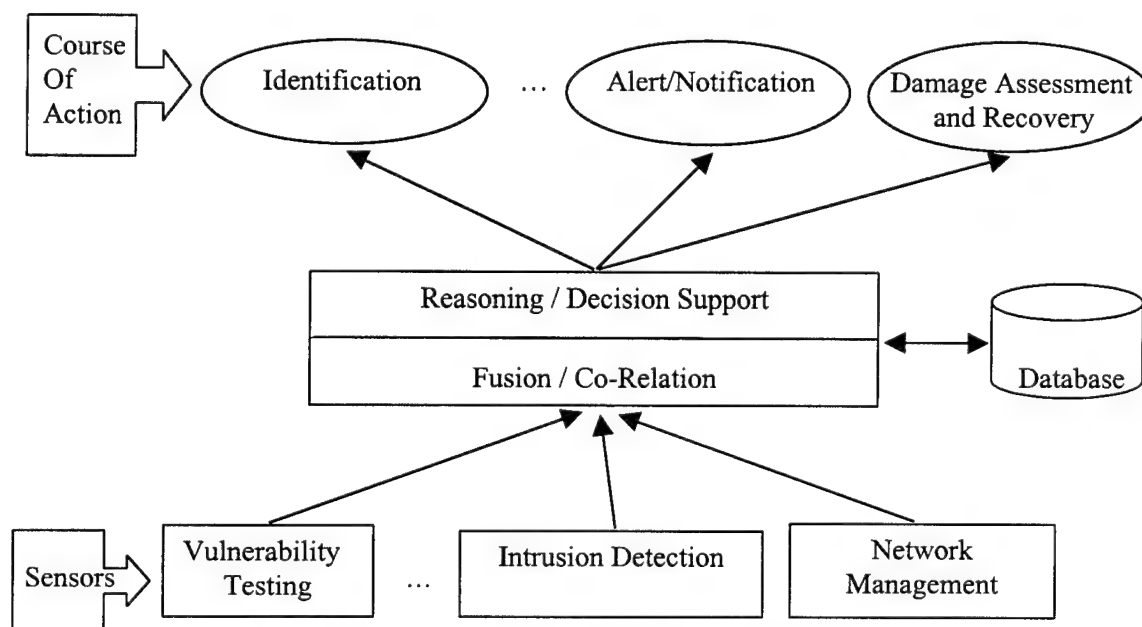 Course
Of
Action
Identification
...
Alert/Notification
Damage Assessment
and Recovery
Reasoning / Decision Support
Fusion / Co-Relation
Database
Sensors
Vulnerability
Testing
...
Intrusion Detection
Network
Management